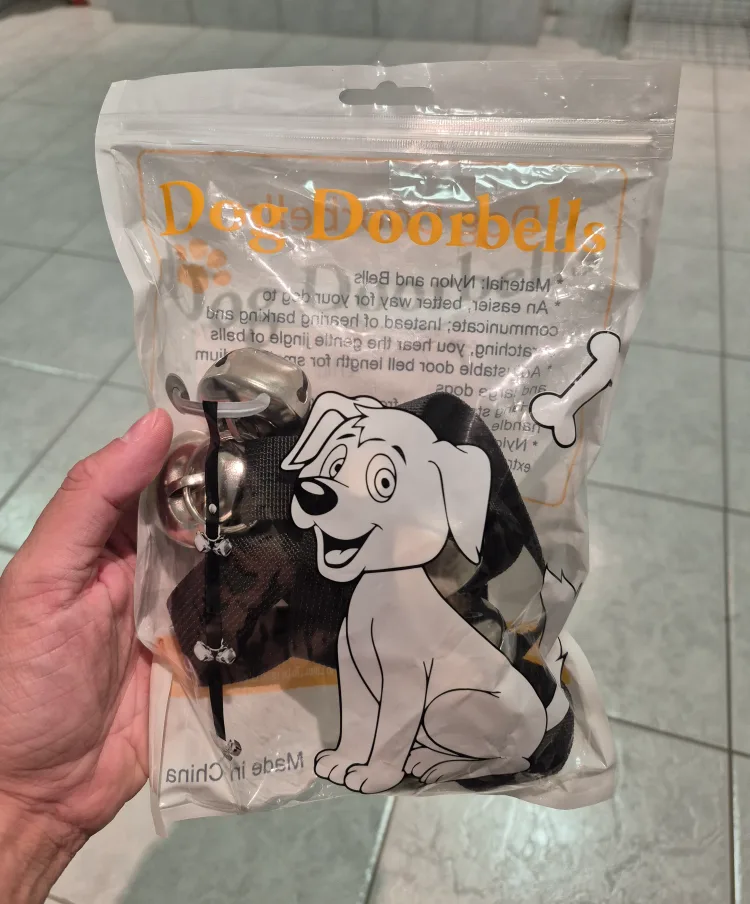 Dog Doorbells
* Material: Nylon and Bells
An easier, better way for your dog to
communicate; Instead of hearing barking and
scratching, you hear the gentle jingle of balls
* Adjustable door bell length for small, medium
and large dogs
handle
* Nylon
Made in China